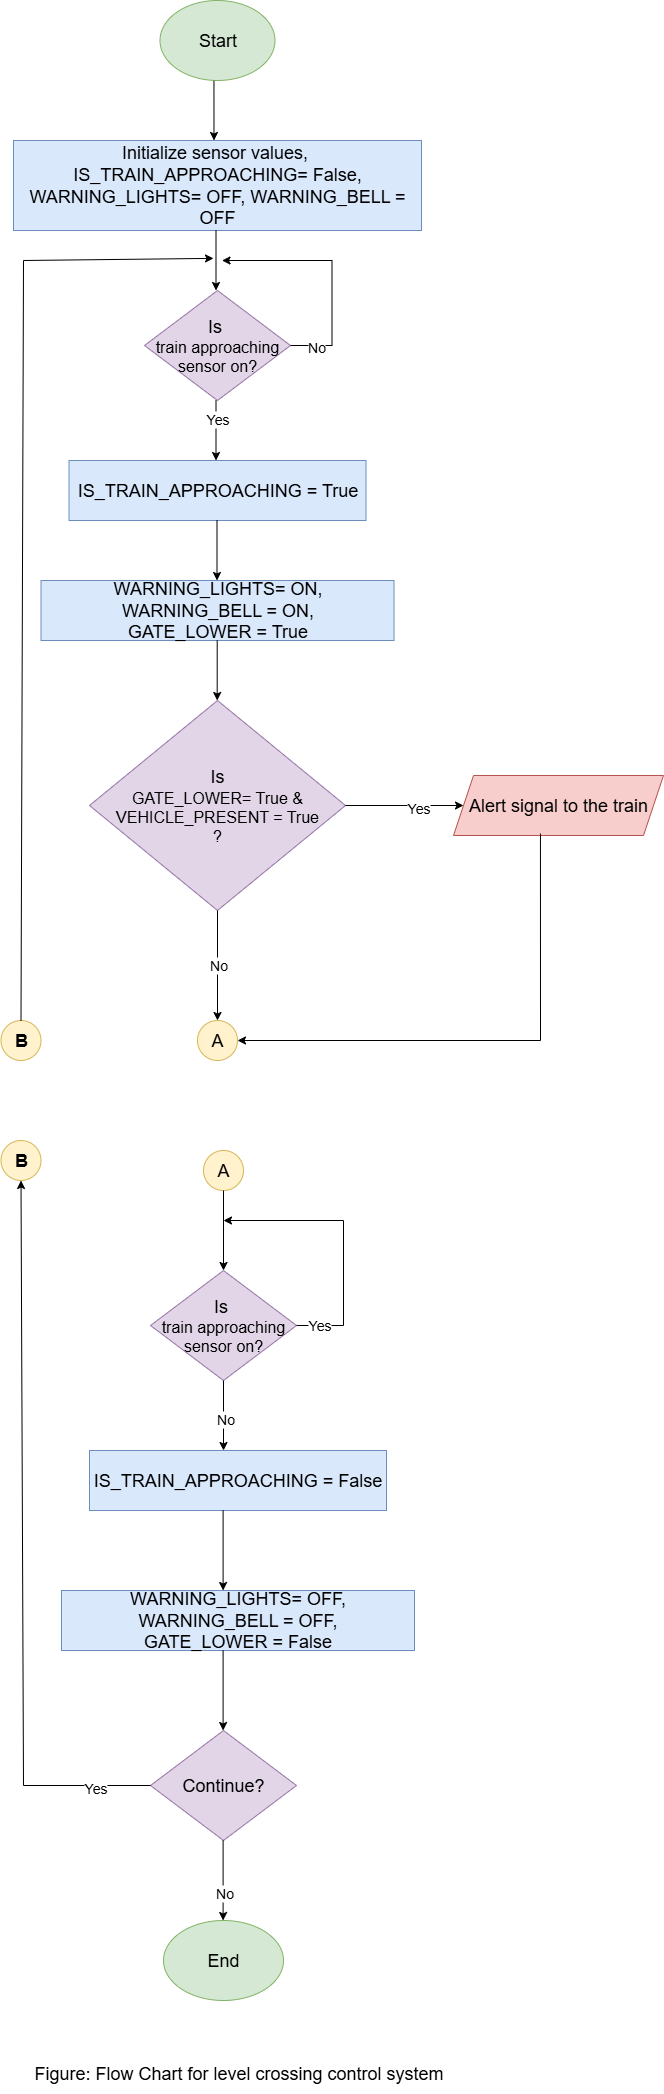 Start
Initialize sensor values,
IS_TRAIN_APPROACHING= False,
WARNING_LIGHTS= OFF, WARNING_BELL =
OFF
Is
train approaching
sensor on?
No
Yes
IS_TRAIN_APPROACHING = True
WARNING_LIGHTS= ON,
WARNING_BELL = ON,
GATE_LOWER = True
Is
GATE_LOWER= True &
VEHICLE_PRESENT = True
?
Yes
Alert signal to the train
No
B
A
B
A
Is
train approaching
sensor on?
Yes
No
IS_TRAIN_APPROACHING = False
WARNING_LIGHTS= OFF,
WARNING_BELL = OFF,
GATE_LOWER = False
Continue?
Yes
No
End
Figure: Flow Chart for level crossing control system